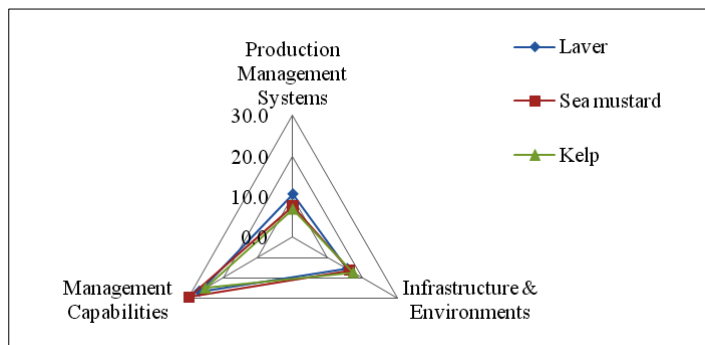 Production
Management
Systems
30.0
20.0
10.0
0.0
Management
Capabilities
Infrastructure &
Environments
Laver
Sea mustard
Kelp